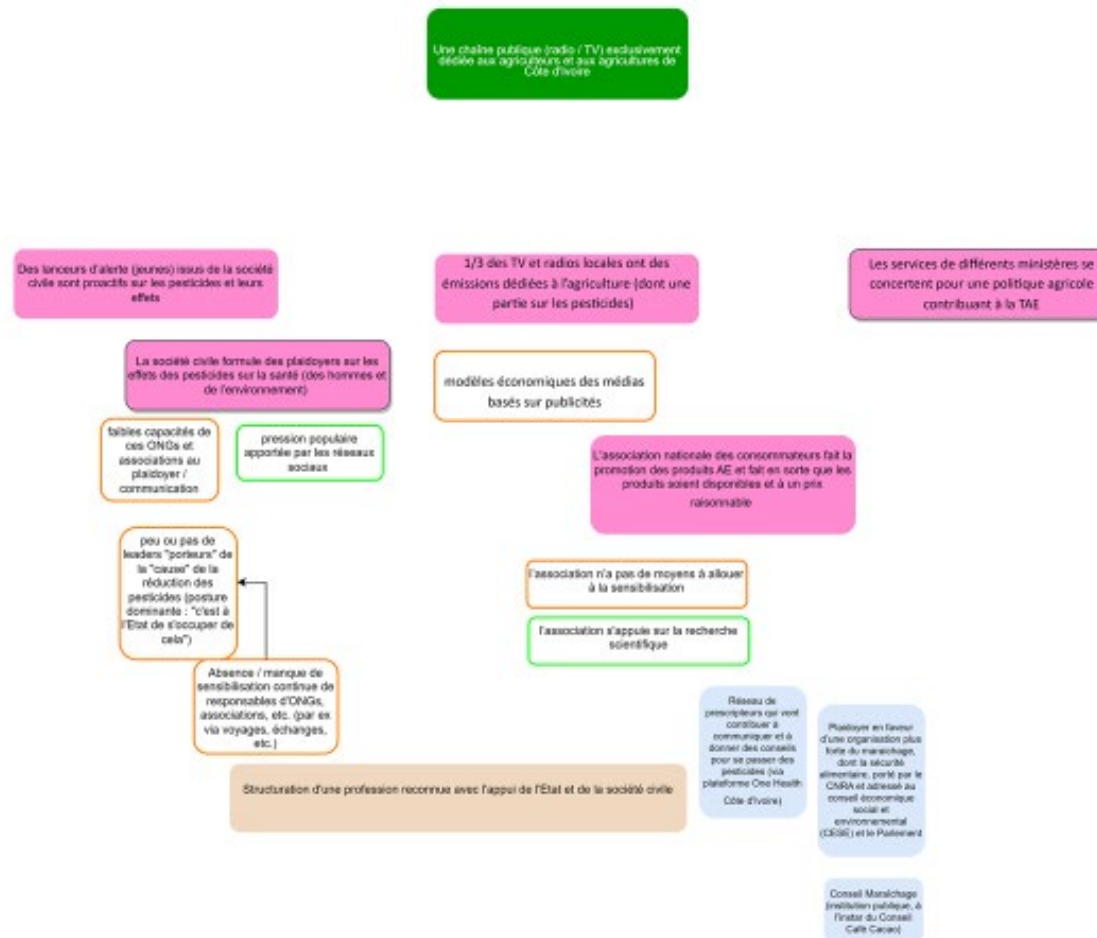 Une chaîne publique (radio / TV) exclusivement
dédiée aux agriculteurs et aux agricultures de
Côte d'Ivoire
Des lanceurs d'alerte (jeunes) issus de la société
civile sont proactifs sur les pesticides et leurs
effets
1/3 des TV et radios locales ont des
émissions dédiées à l'agriculture (dont une
partie sur les pesticides)
Les services de différents ministères se
concertent pour une politique agricole
contribuant à la TAE
La société civile formule des plaidoyers sur les
effets des pesticides sur la santé (des hommes et
de l'environnement)
modèles économiques des médias
basés sur publicités
faibles capacités de
ces ONGs et
associations au
plaidoyer /
communication
pression populaire
apportée par les réseaux
sociaux
L'association nationale des consommateurs fait la
promotion des produits AE et fait en sorte que les
produits soient disponibles et à un prix
raisonnable
peu ou pas de
leaders "porteurs" de
la "cause" de la
réduction des
pesticides (posture
dominante : "c'est à
l'Etat de s'occuper de
cela")
l'association n'a pas de moyens à allouer
à la sensibilisation
l'association s'appuie sur la recherche
scientifique
Absence / manque de
sensibilisation continue de
responsables d'ONGs,
associations, etc. (par ex
via voyages, échanges,
etc.)
Réseau de
prescripteurs qui vont
contribuer à
communiquer et à
donner des conseils
pour se passer des
pesticides (via
plateforme One Health
Côte d'Ivoire)
Plaidoyer en faveur
d'une organisation plus
forte du maraichage,
dont la sécurité
alimentaire, porté par le
CNRA et adressé au
conseil économique
social et
environnemental
(CESE) et le Parlement
Structuration d'une profession reconnue avec l'appui de l'Etat et de la société civile
Conseil Maraîchage
(institution publique, à
l'instar du Conseil
Café Cacao)